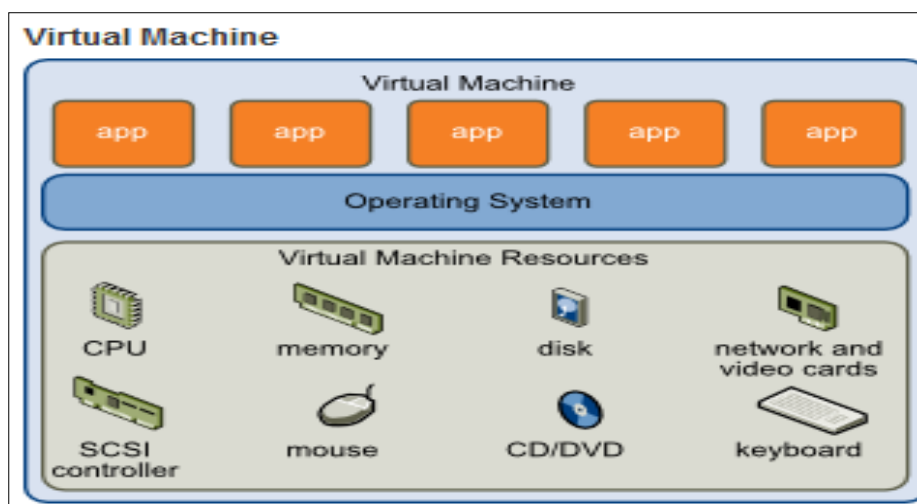 Virtual Machine
Virtual Machine
app app app app app
Operating System
Virtual Machine Resources
CPU memory disk network and
video cards
SCSI
controller mouse CD/DVD keyboard